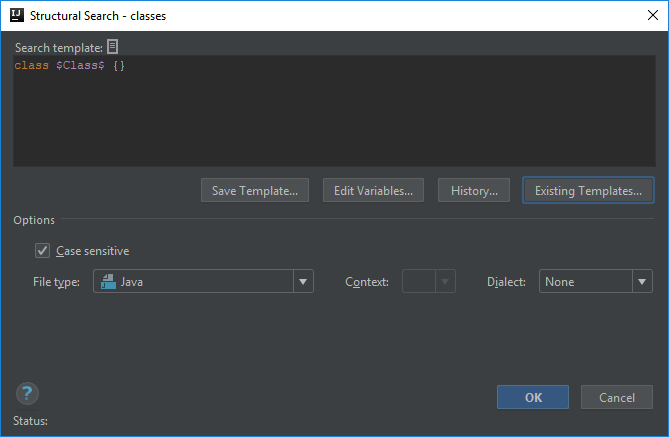 Structural Search - classes
Search template:
class $Class$ {}
Save Template... Edit Variables... History... Existing Templates...
Options
Case sensitive
File type: Java Context: Dialect: None
? OK Cancel
Status: